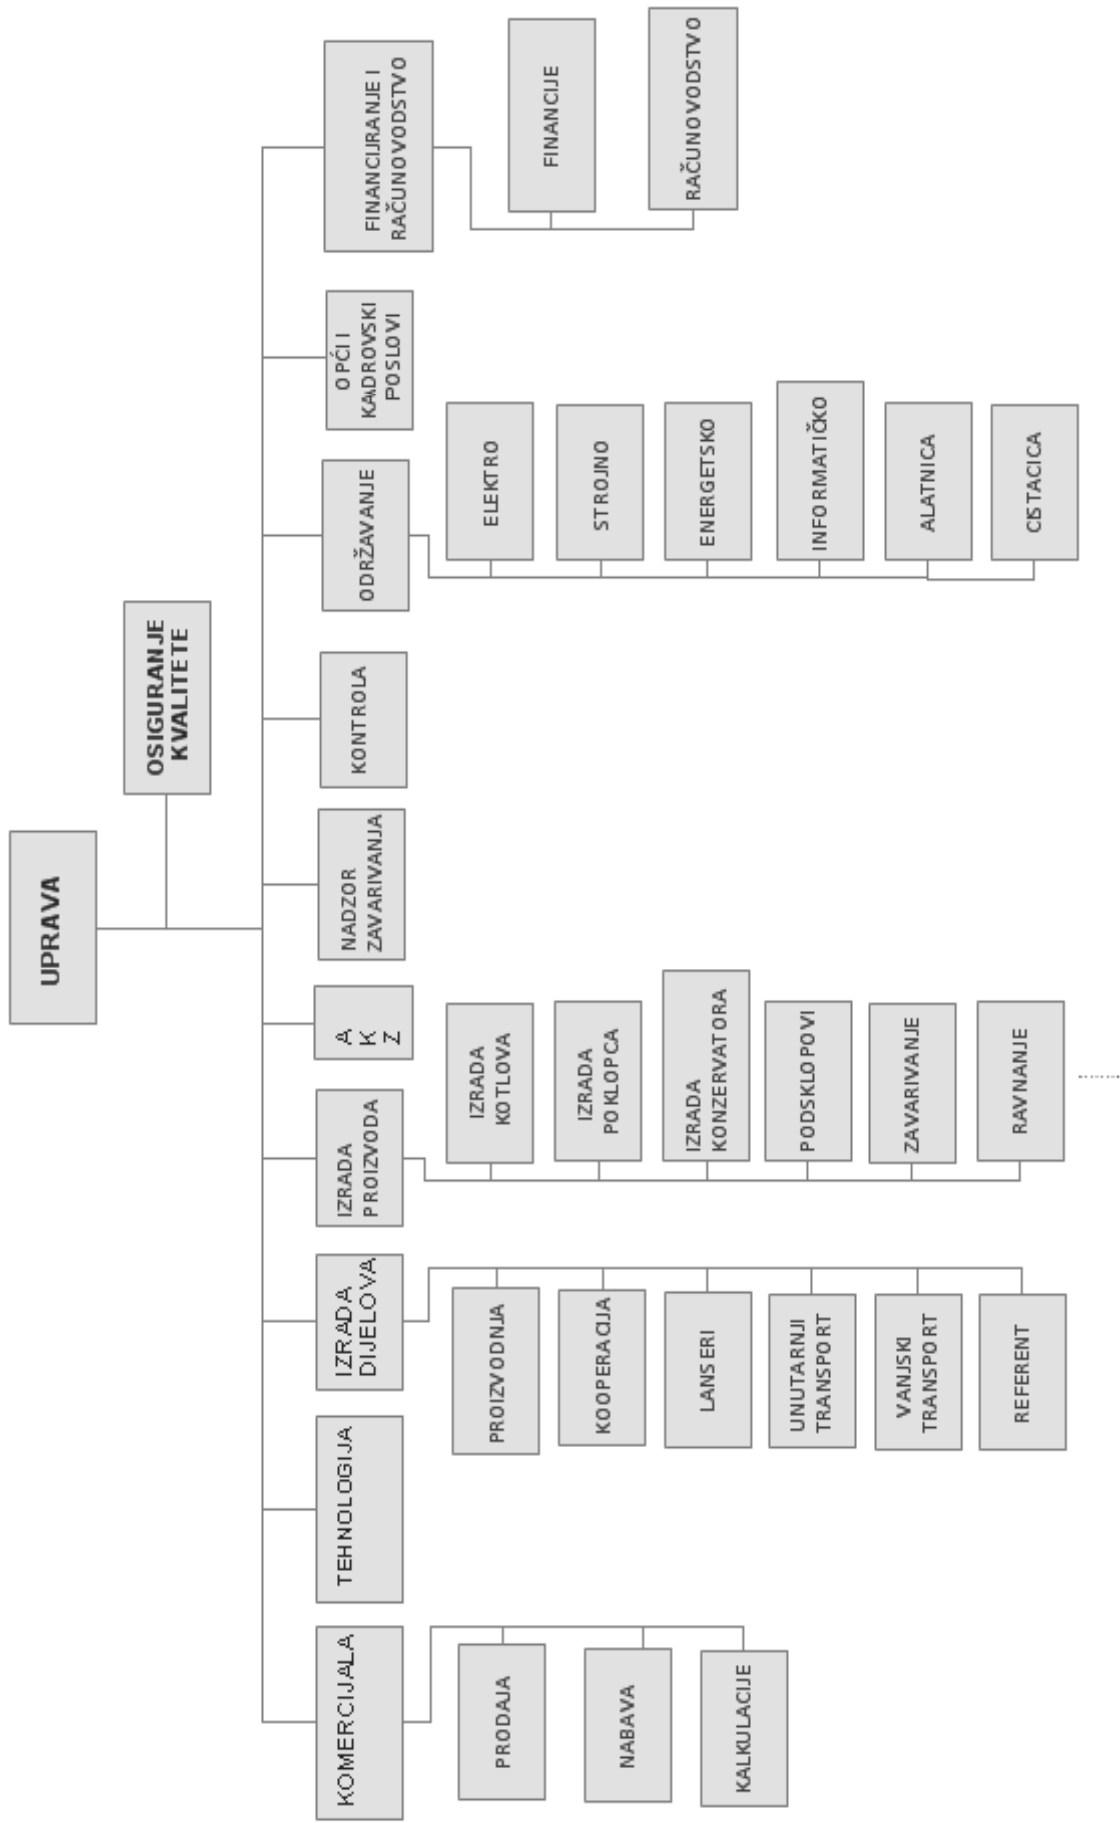 UPRAVA
OSIGURANJE
KVALITETE
KOMERCIJALA
TEHNOLOGIJA
IZRADA
DIJELOVA
IZRADA
PROIZVODA
A
K
Z
NADZOR
ZAVARIVANJA
KONTROLA
ODRŽAVANJE
OPĆI I
KADROVSKI
POSLOVI
FINANCIJRANJE I
RAČUNOVODSTVO
PRODAJA
NABAVA
KALKULACIJE
PROIZVODNJA
KOOPERACIJA
LANSERI
UNUTARNJI
TRANSPORT
VANJSKI
TRANSPORT
REFERENT
IZRADA
KOTLOVA
IZRADA
POKLOPCA
IZRADA
KONZERVATORA
PODSKLOPOVI
ZAVARIVANJE
RAVNANJE
ELEKTRO
STROJNO
ENERGETSKO
INFORMATIČKO
ALATNICA
CISTACICA
FINANCIJE
RAČUNOVODSTVO